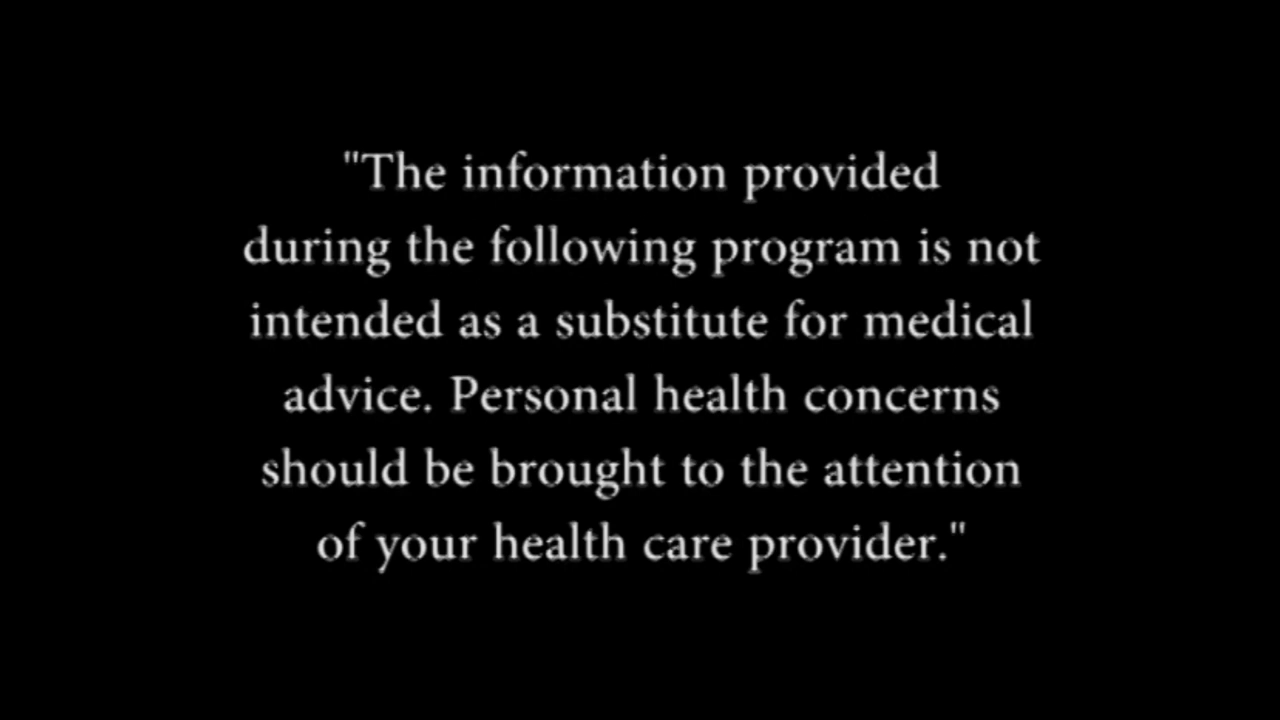 "The information provided
during the following program is not
intended as a substitute for medical
advice. Personal health concerns
should be brought to the attention
of your health care provider."